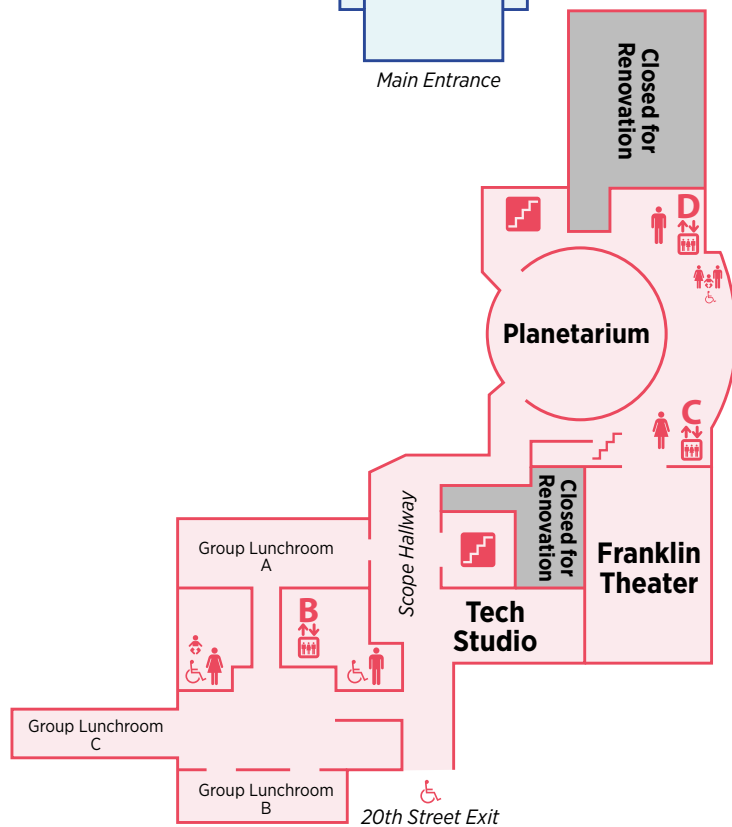 Main Entrance
Closed for
Renovation
D
Planetarium
C
Closed for
Renovation
Franklin
Theater
Scope Hallway
Group Lunchroom
A
B
Tech
Studio
Group Lunchroom
C
Group Lunchroom
B
20th Street Exit